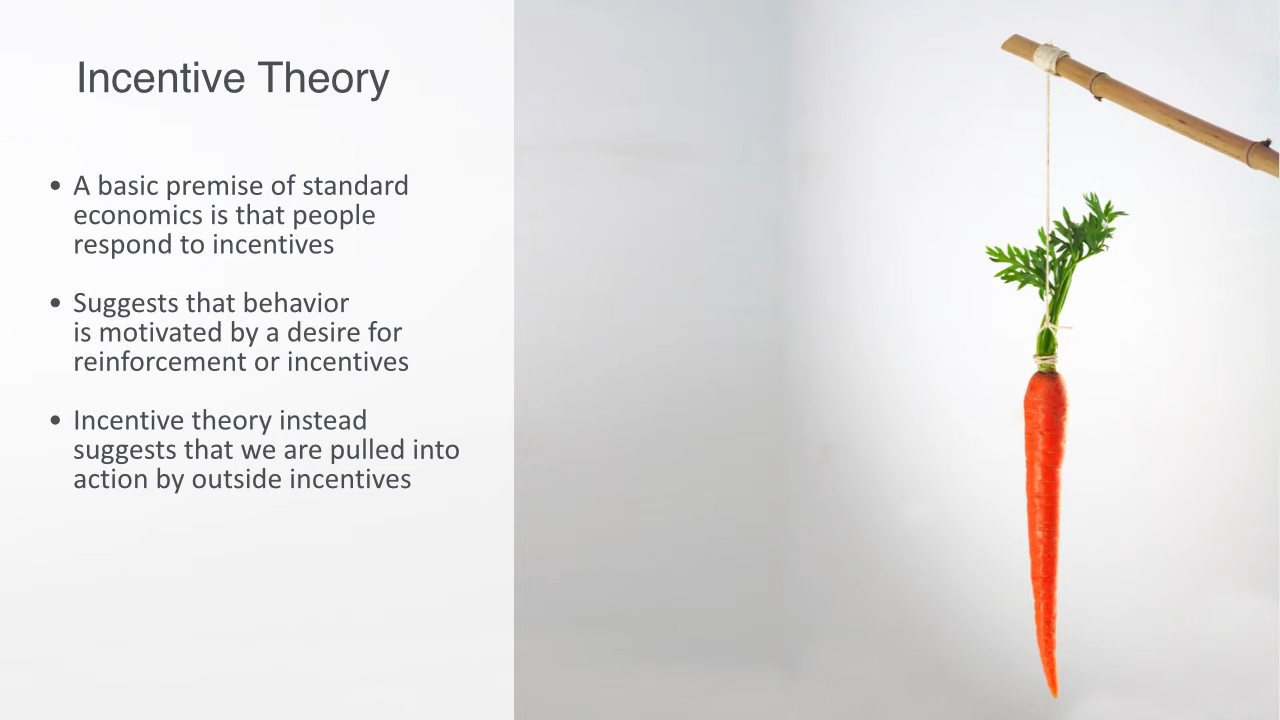 Incentive Theory
• A basic premise of standard
economics is that people
respond to incentives
• Suggests that behavior
is motivated by a desire for
reinforcement or incentives
• Incentive theory instead
suggests that we are pulled into
action by outside incentives